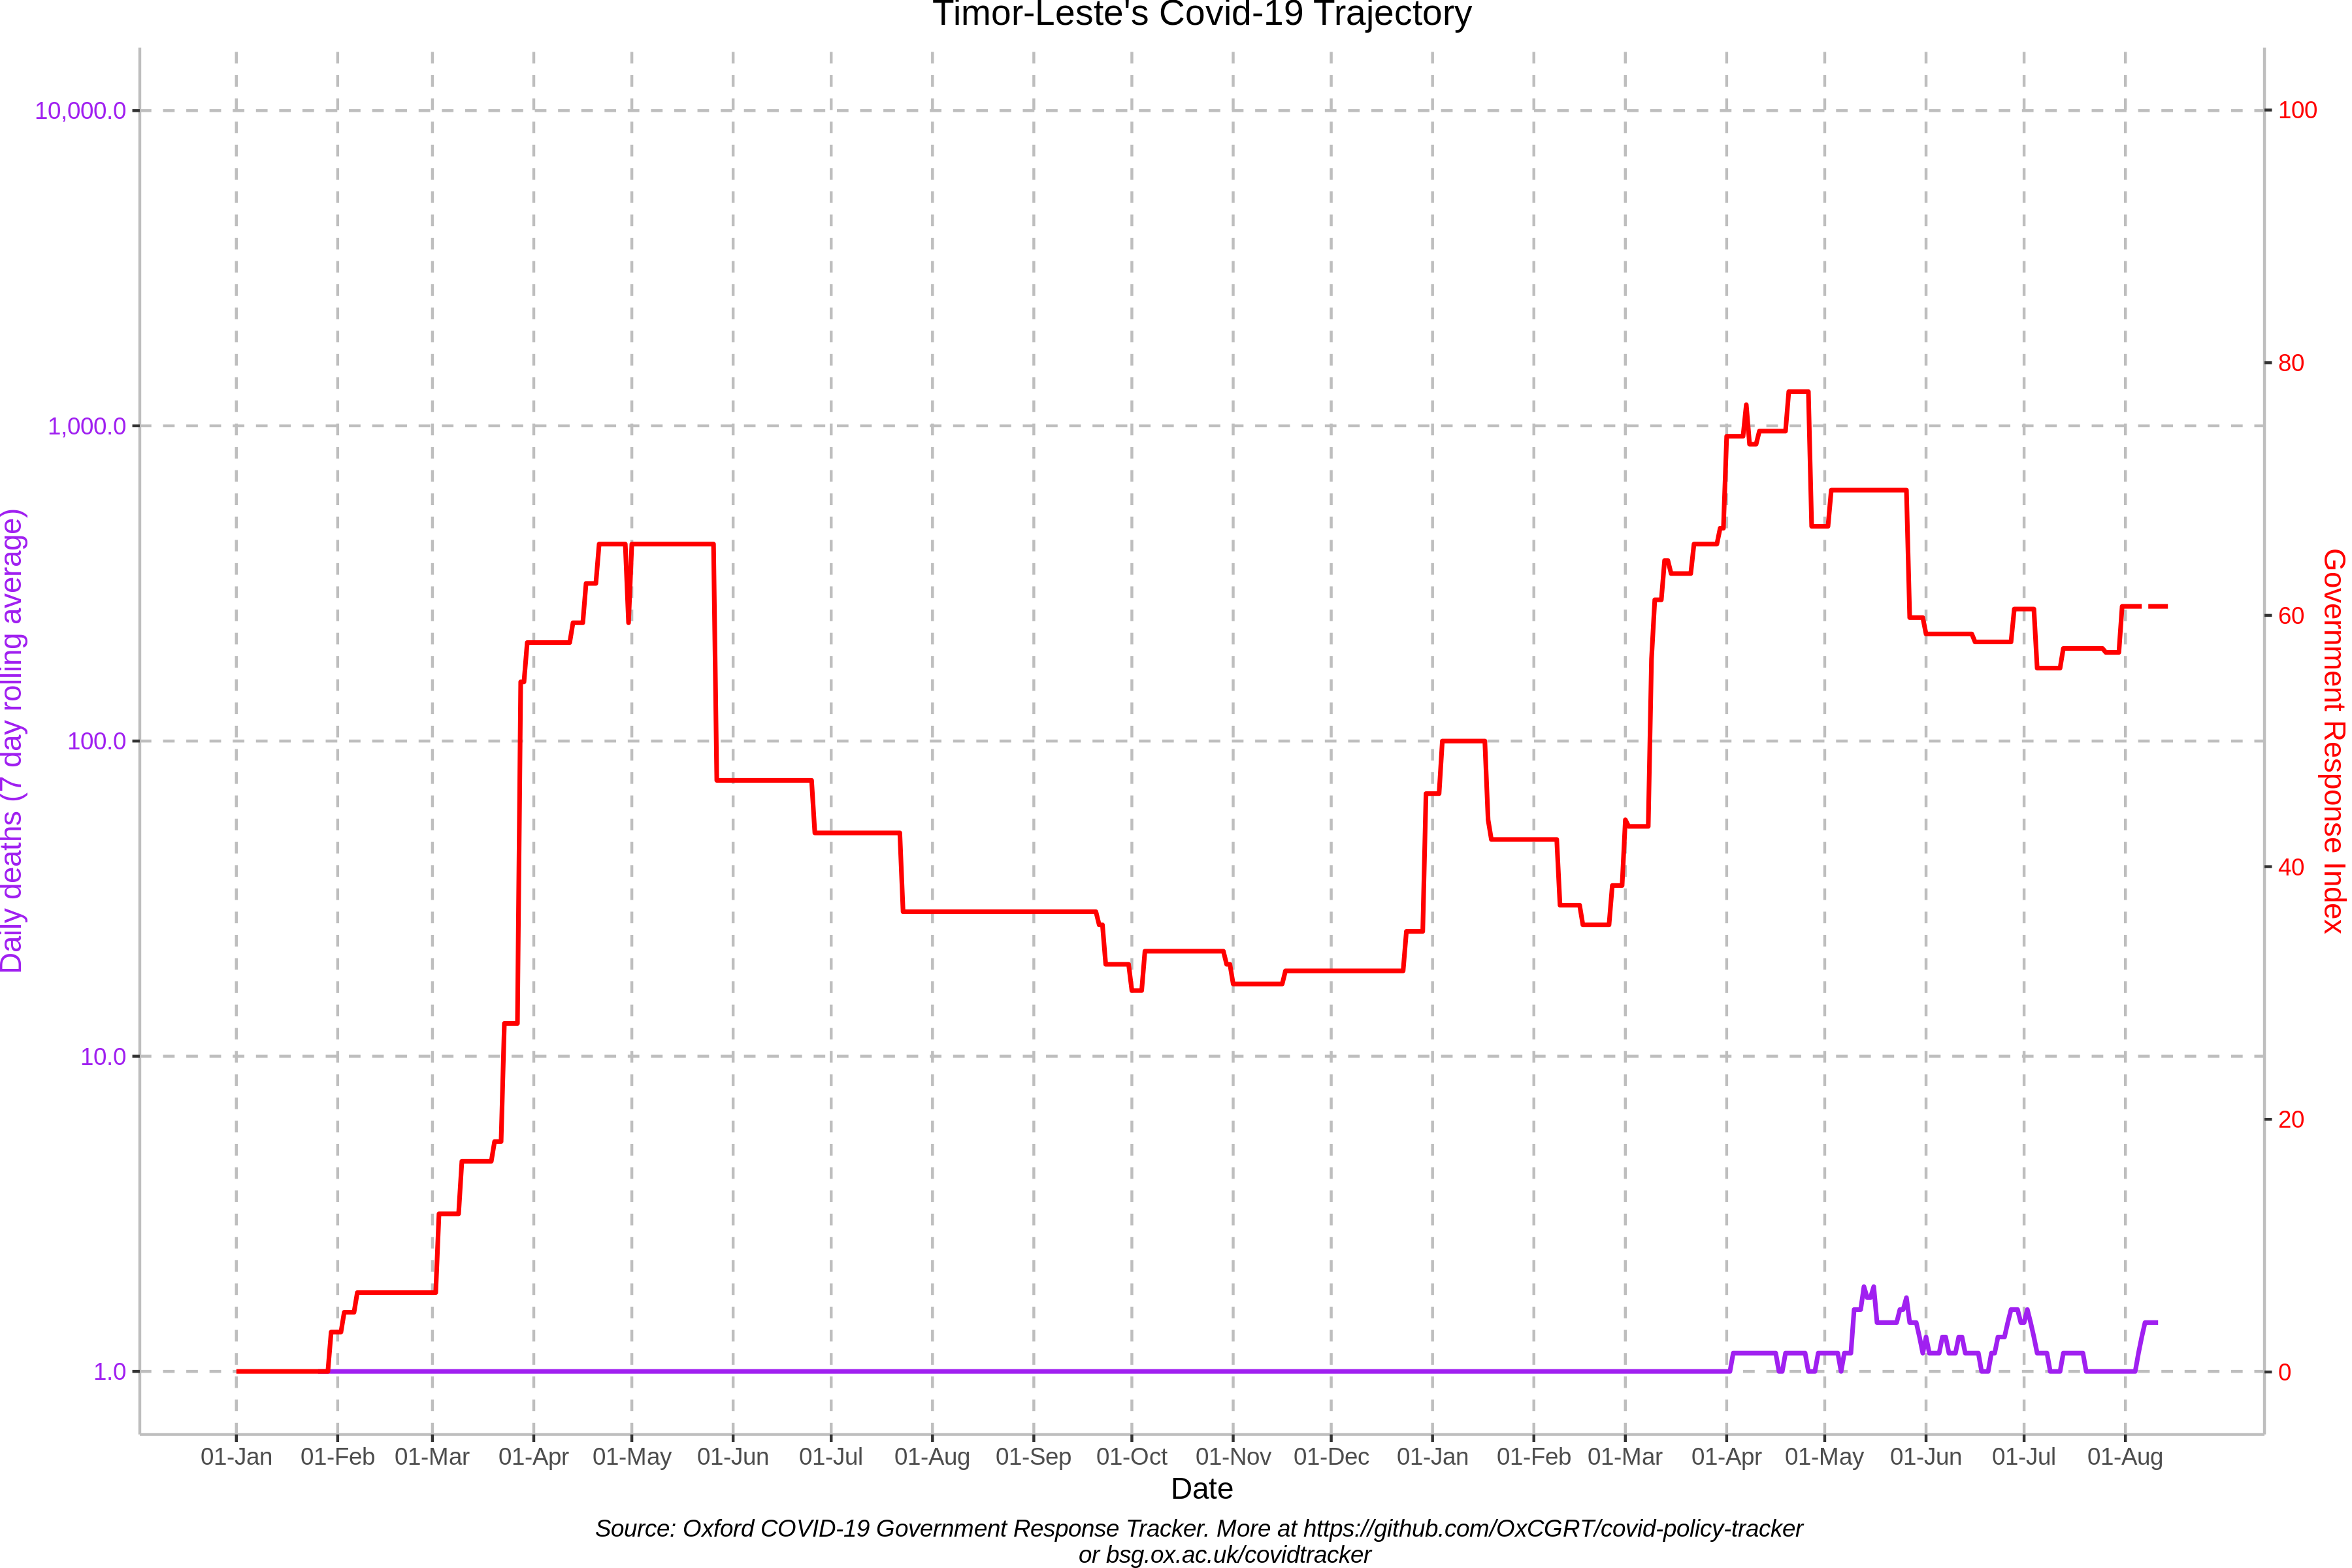 Timor-Leste's Covid-19 Trajectory
10,000.0
1,000.0
100.0
10.0
1.0
Daily deaths (7 day rolling average)
100
80
60
40
20
0
Government Response Index
01-Jan 01-Feb 01-Mar 01-Apr 01-May 01-Jun 01-Jul 01-Aug 01-Sep 01-Oct 01-Nov 01-Dec 01-Jan 01-Feb 01-Mar 01-Apr 01-May 01-Jun 01-Jul 01-Aug
Date
Source: Oxford COVID-19 Government Response Tracker. More at https://github.com/OxCGRT/covid-policy-tracker
or bsg.ox.ac.uk/covidtracker